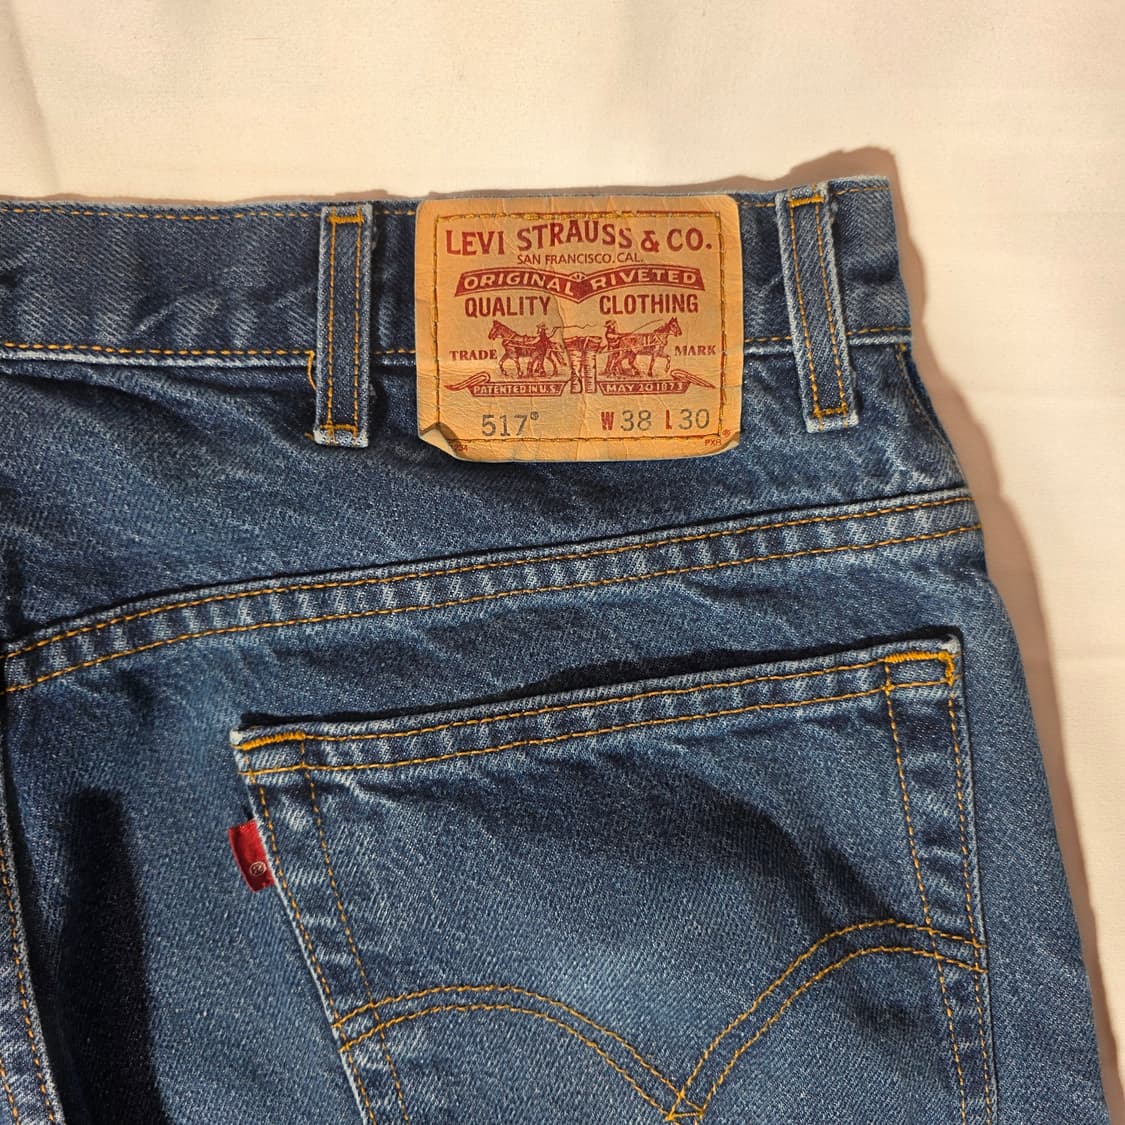 LEVI STRAUSS & CO.
SAN FRANCISCO. CAL.
ORIGINAL RIVETED
QUALITY CLOTHING
TRADE MARK
PATENTED IN U.S. MAY 20 1873
517® W38 L30
PXR®
®